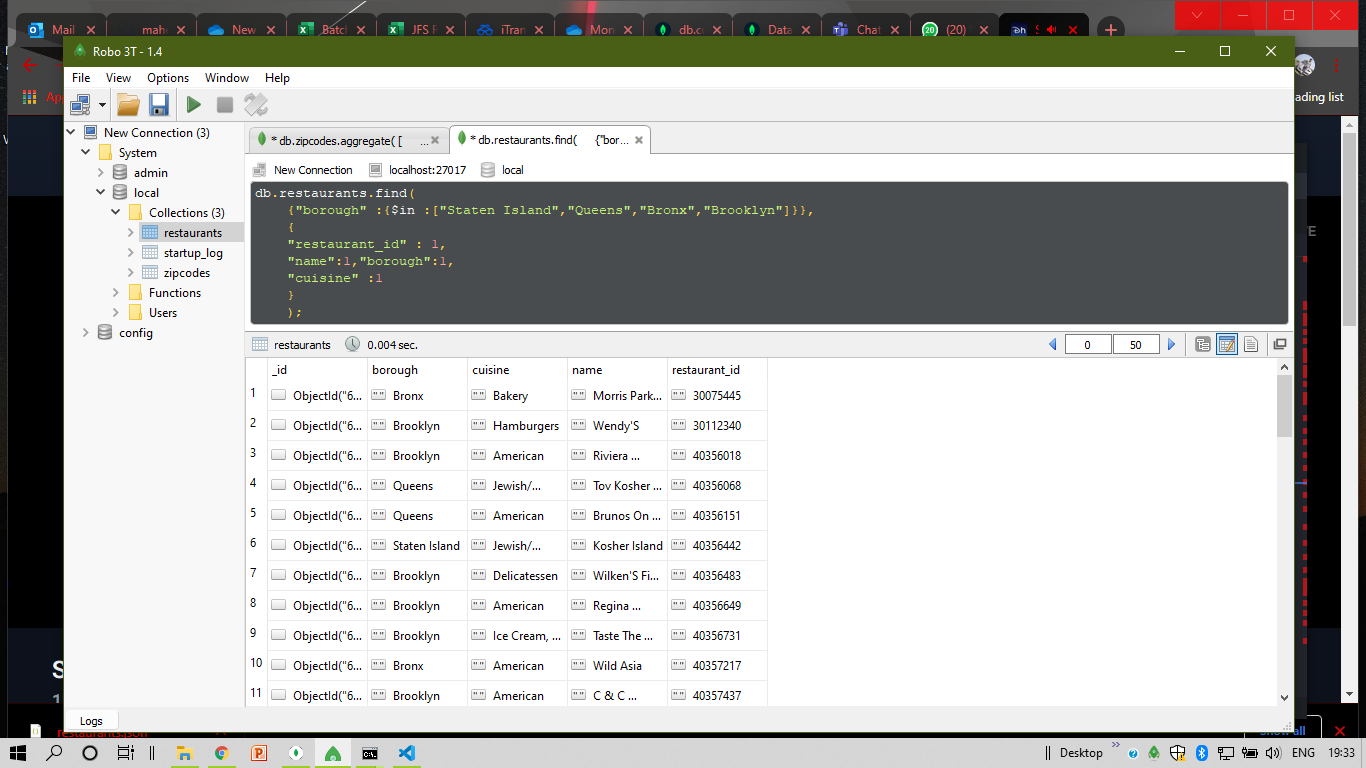 Mail
mah
New
Batcl
JFS F
iTran
Mon
db.c
Data
Chat
20 (20)
Robo 3T - 1.4
File View Options Window Help
ading list
New Connection (3)
System
admin
local
Collections (3)
restaurants
startup_log
zipcodes
Functions
Users
config
* db.zipcodes.aggregate( [ ...
* db.restaurants.find( {"bor...
New Connection localhost:27017 local
db.restaurants.find(
{"borough" :{$in :["Staten Island","Queens","Bronx","Brooklyn"]}},
{
"restaurant_id" : 1,
"name":1,"borough":1,
"cuisine" :1
}
);
restaurants 0.004 sec. 0 50
_id borough cuisine name restaurant_id
1 ObjectId("6... Bronx Bakery Morris Park... 30075445
2 ObjectId("6... Brooklyn Hamburgers Wendy'S 30112340
3 ObjectId("6... Brooklyn American Riviera ... 40356018
4 ObjectId("6... Queens Jewish/... Tov Kosher ... 40356068
5 ObjectId("6... Queens American Brunos On ... 40356151
6 ObjectId("6... Staten Island Jewish/... Kosher Island 40356442
7 ObjectId("6... Brooklyn Delicatessen Wilken'S Fi... 40356483
8 ObjectId("6... Brooklyn American Regina ... 40356649
9 ObjectId("6... Brooklyn Ice Cream, ... Taste The ... 40356731
10 ObjectId("6... Bronx American Wild Asia 40357217
11 ObjectId("6... Brooklyn American C & C ... 40357437
Logs
restaurants.json
Show all
Desktop ENG 19:33